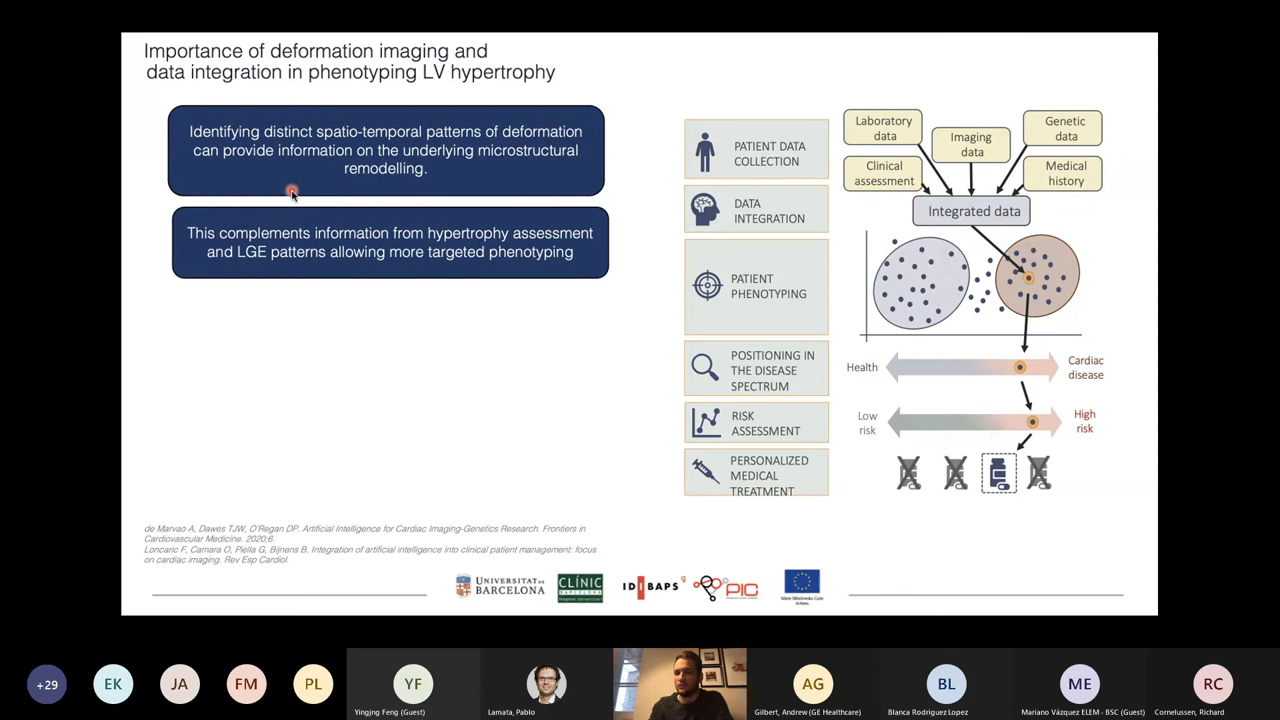 Importance of deformation imaging and
data integration in phenotyping LV hypertrophy
Identifying distinct spatio-temporal patterns of deformation
can provide information on the underlying microstructural
remodelling.
This complements information from hypertrophy assessment
and LGE patterns allowing more targeted phenotyping
PATIENT DATA
COLLECTION
DATA
INTEGRATION
PATIENT
PHENOTYPING
POSITIONING IN
THE DISEASE
SPECTRUM
RISK
ASSESSMENT
PERSONALIZED
MEDICAL
TREATMENT
Laboratory
data
Imaging
data
Genetic
data
Clinical
assessment
Medical
history
Integrated data
Health
Cardiac
disease
Low
risk
High
risk
de Marvao A, Dawes TJW, O'Regan DP. Artificial Intelligence for Cardiac Imaging-Genetics Research. Frontiers in
Cardiovascular Medicine. 2020;6.
Loncaric F, Camara O, Piella G, Bijnens B. Integration of artificial intelligence into clinical patient management: focus
on cardiac imaging. Rev Esp Cardiol.
UNIVERSITAT DE
BARCELONA
CLÍNIC
BARCELONA
IDIBAPS
PIC
+29
EK
JA
FM
PL
YF
Yingjng Feng (Guest)
Lamata, Pablo
AG
Gilbert, Andrew (GE Healthcare)
BL
Blanca Rodriguez Lopez
ME
Mariano Vázquez ELEM - BSC (Guest)
RC
Cornelussen, Richard